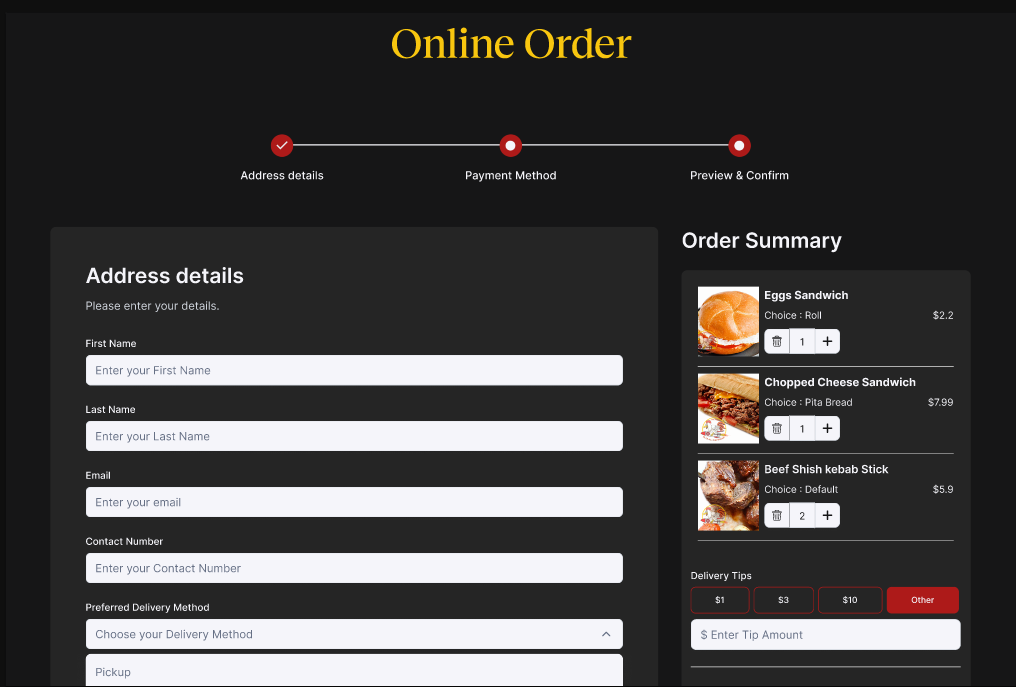 Online Order
Address details
Payment Method
Preview & Confirm
Address details
Please enter your details.
First Name
Enter your First Name
Last Name
Enter your Last Name
Email
Enter your email
Contact Number
Enter your Contact Number
Preferred Delivery Method
Choose your Delivery Method
Pickup
Order Summary
Eggs Sandwich
Choice : Roll
$2.2
1
Chopped Cheese Sandwich
Choice : Pita Bread
$7.99
1
Beef Shish kebab Stick
Choice : Default
$5.9
2
Delivery Tips
$1
$3
$10
Other
$ Enter Tip Amount